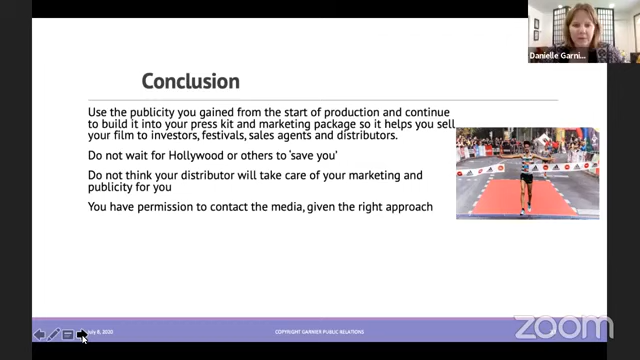 Danielle Garni...
Conclusion
Use the publicity you gained from the start of production and continue
to build it into your press kit and marketing package so it helps you sell
your film to investors, festivals, sales agents and distributors.
Do not wait for Hollywood or others to 'save you'
Do not think your distributor will take care of your marketing and
publicity for you
You have permission to contact the media, given the right approach
July 8, 2020
COPYRIGHT GARNIER PUBLIC RELATIONS
zoom